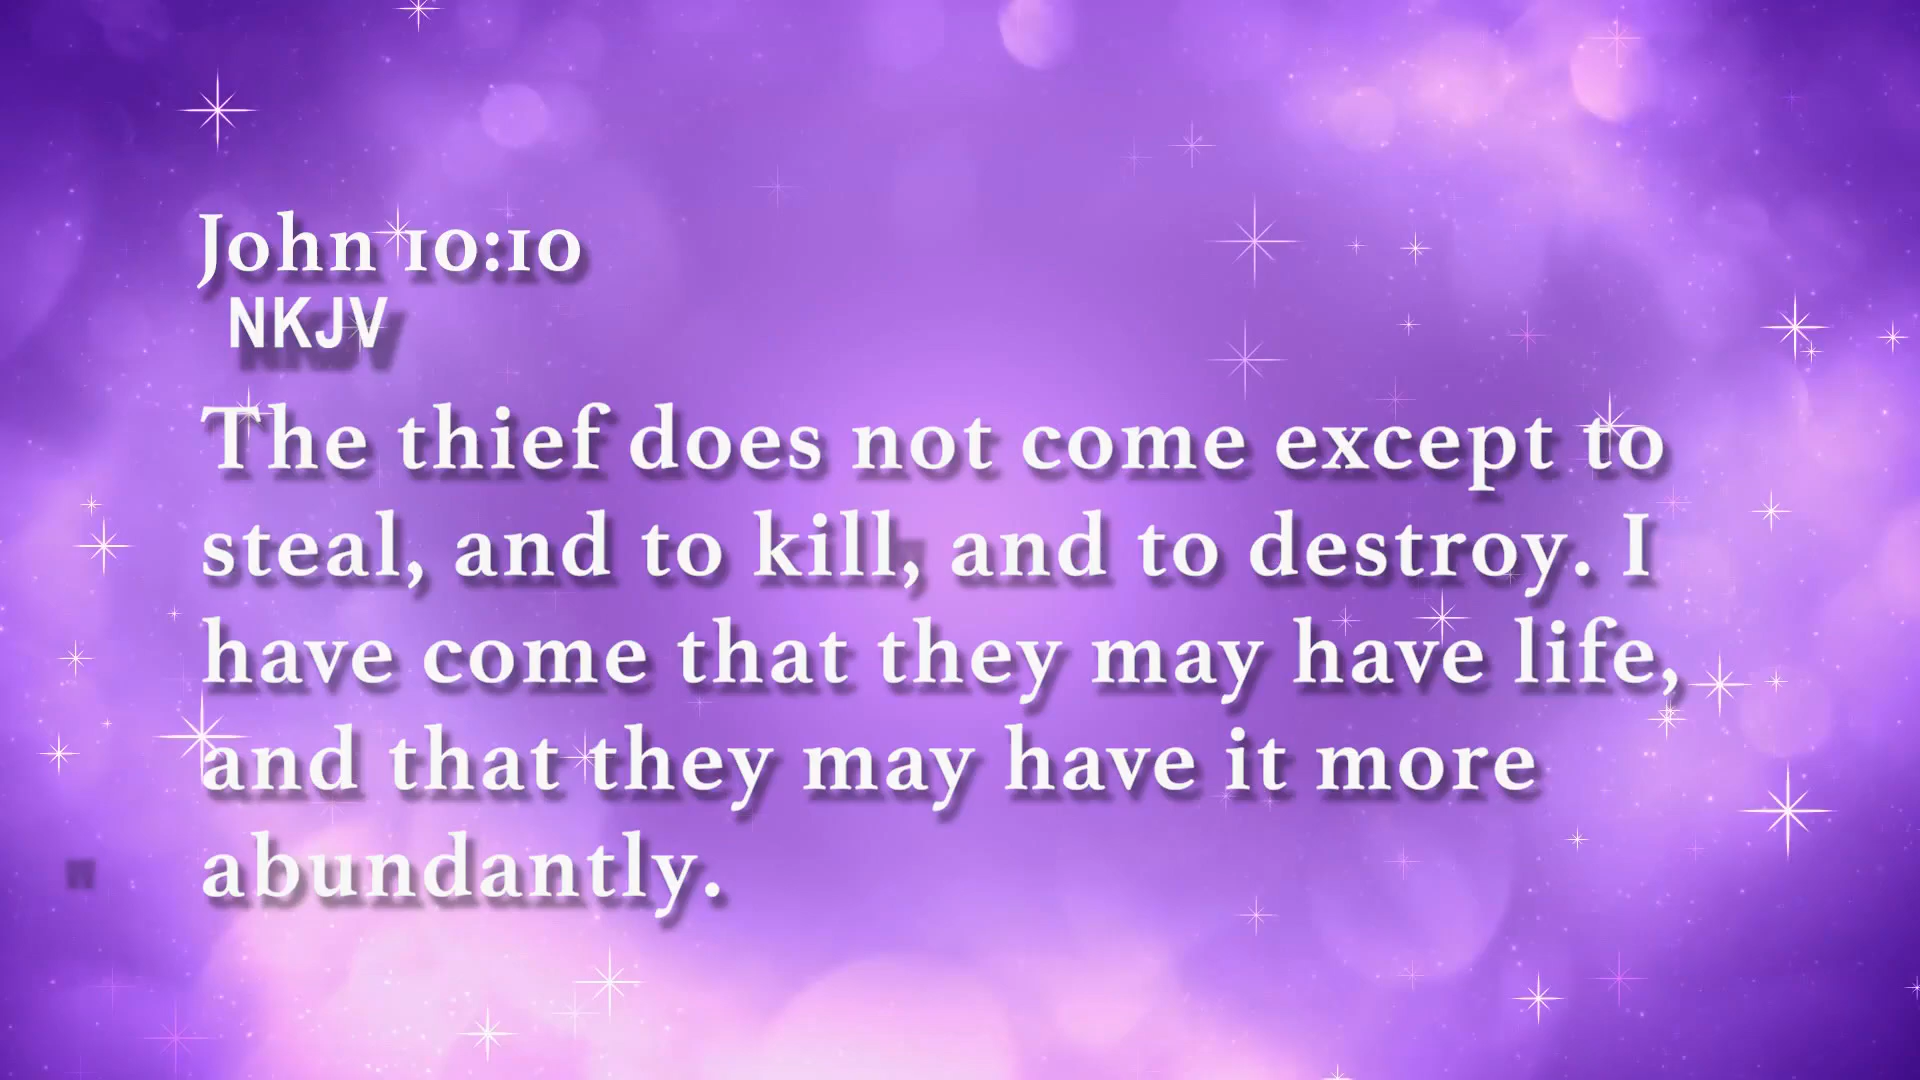 John 10:10
NKJV
The thief does not come except to
steal, and to kill, and to destroy. I
have come that they may have life,
and that they may have it more
abundantly.